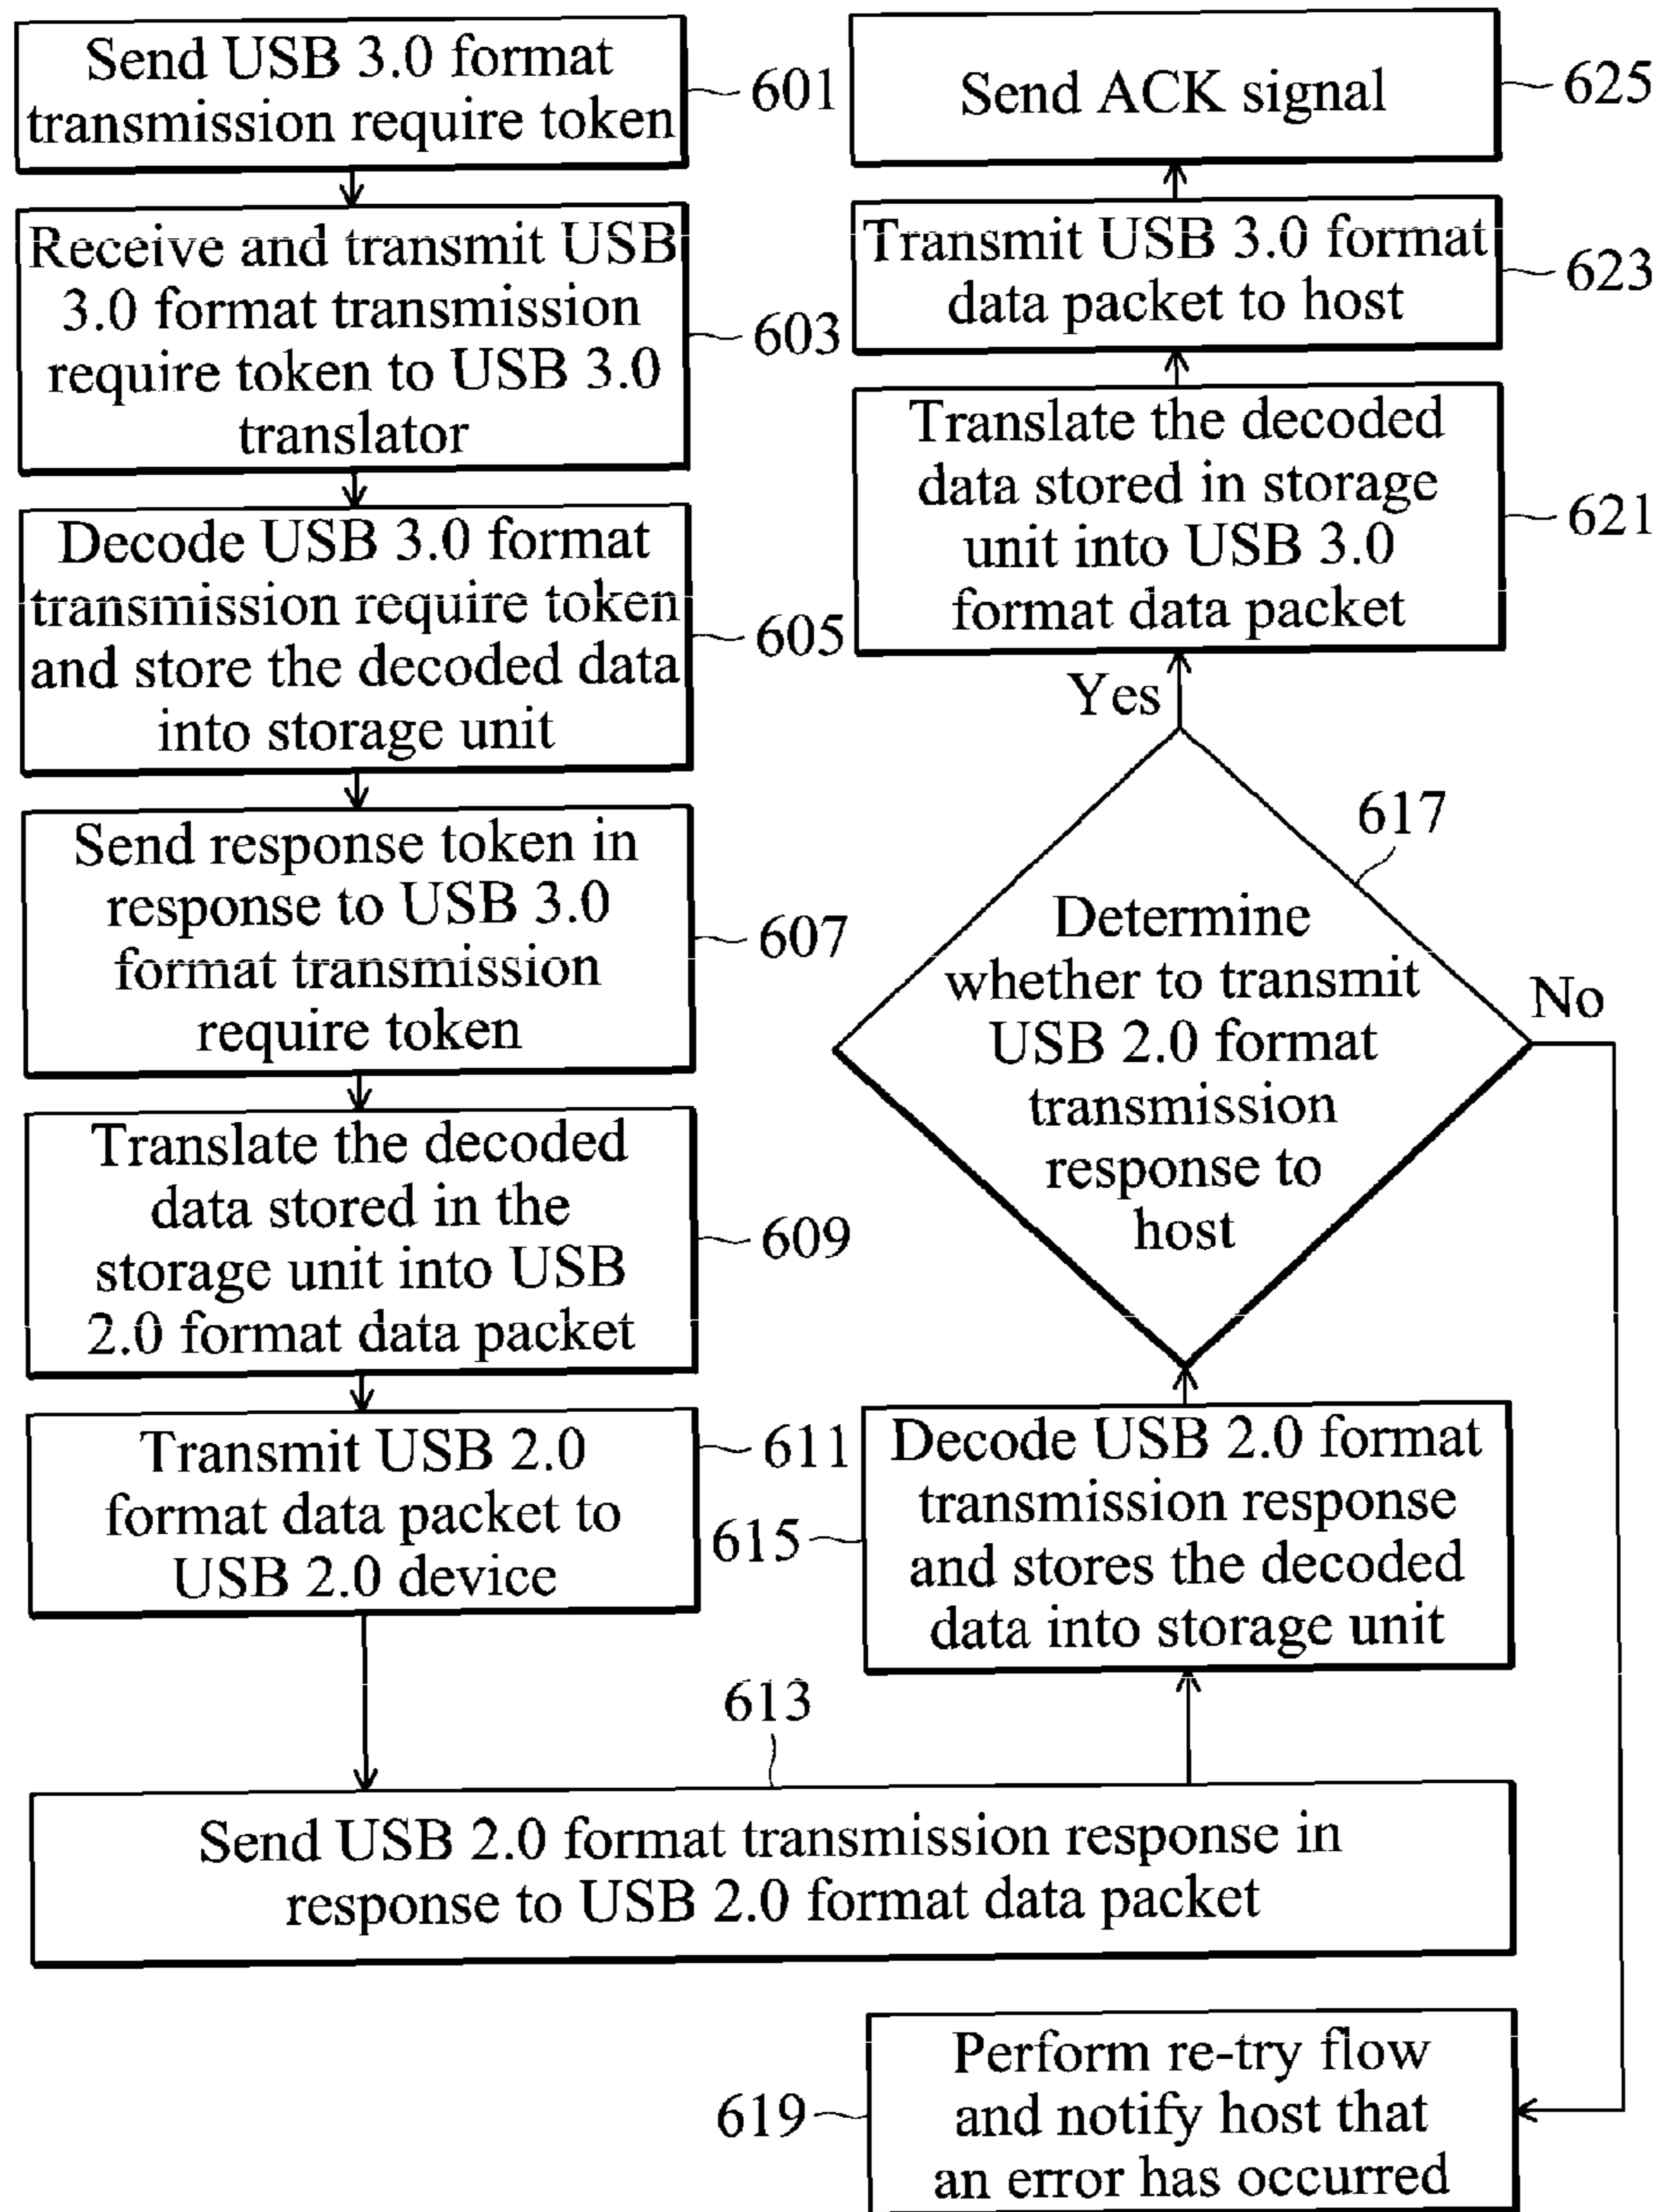 Send USB 3.0 format
transmission require token
601
Receive and transmit USB
3.0 format transmission
require token to USB 3.0
translator
603
Decode USB 3.0 format
transmission require token
and store the decoded data
into storage unit
605
Send response token in
response to USB 3.0
format transmission
require token
607
Translate the decoded
data stored in the
storage unit into USB
2.0 format data packet
609
Transmit USB 2.0
format data packet to
USB 2.0 device
611
613
Send USB 2.0 format transmission response in
response to USB 2.0 format data packet
615
Decode USB 2.0 format
transmission response
and stores the decoded
data into storage unit
617
Determine
whether to transmit
USB 2.0 format
transmission
response to
host
No
Yes
619
Perform re-try flow
and notify host that
an error has occurred
Translate the decoded
data stored in storage
unit into USB 3.0
format data packet
621
Transmit USB 3.0 format
data packet to host
623
Send ACK signal
625